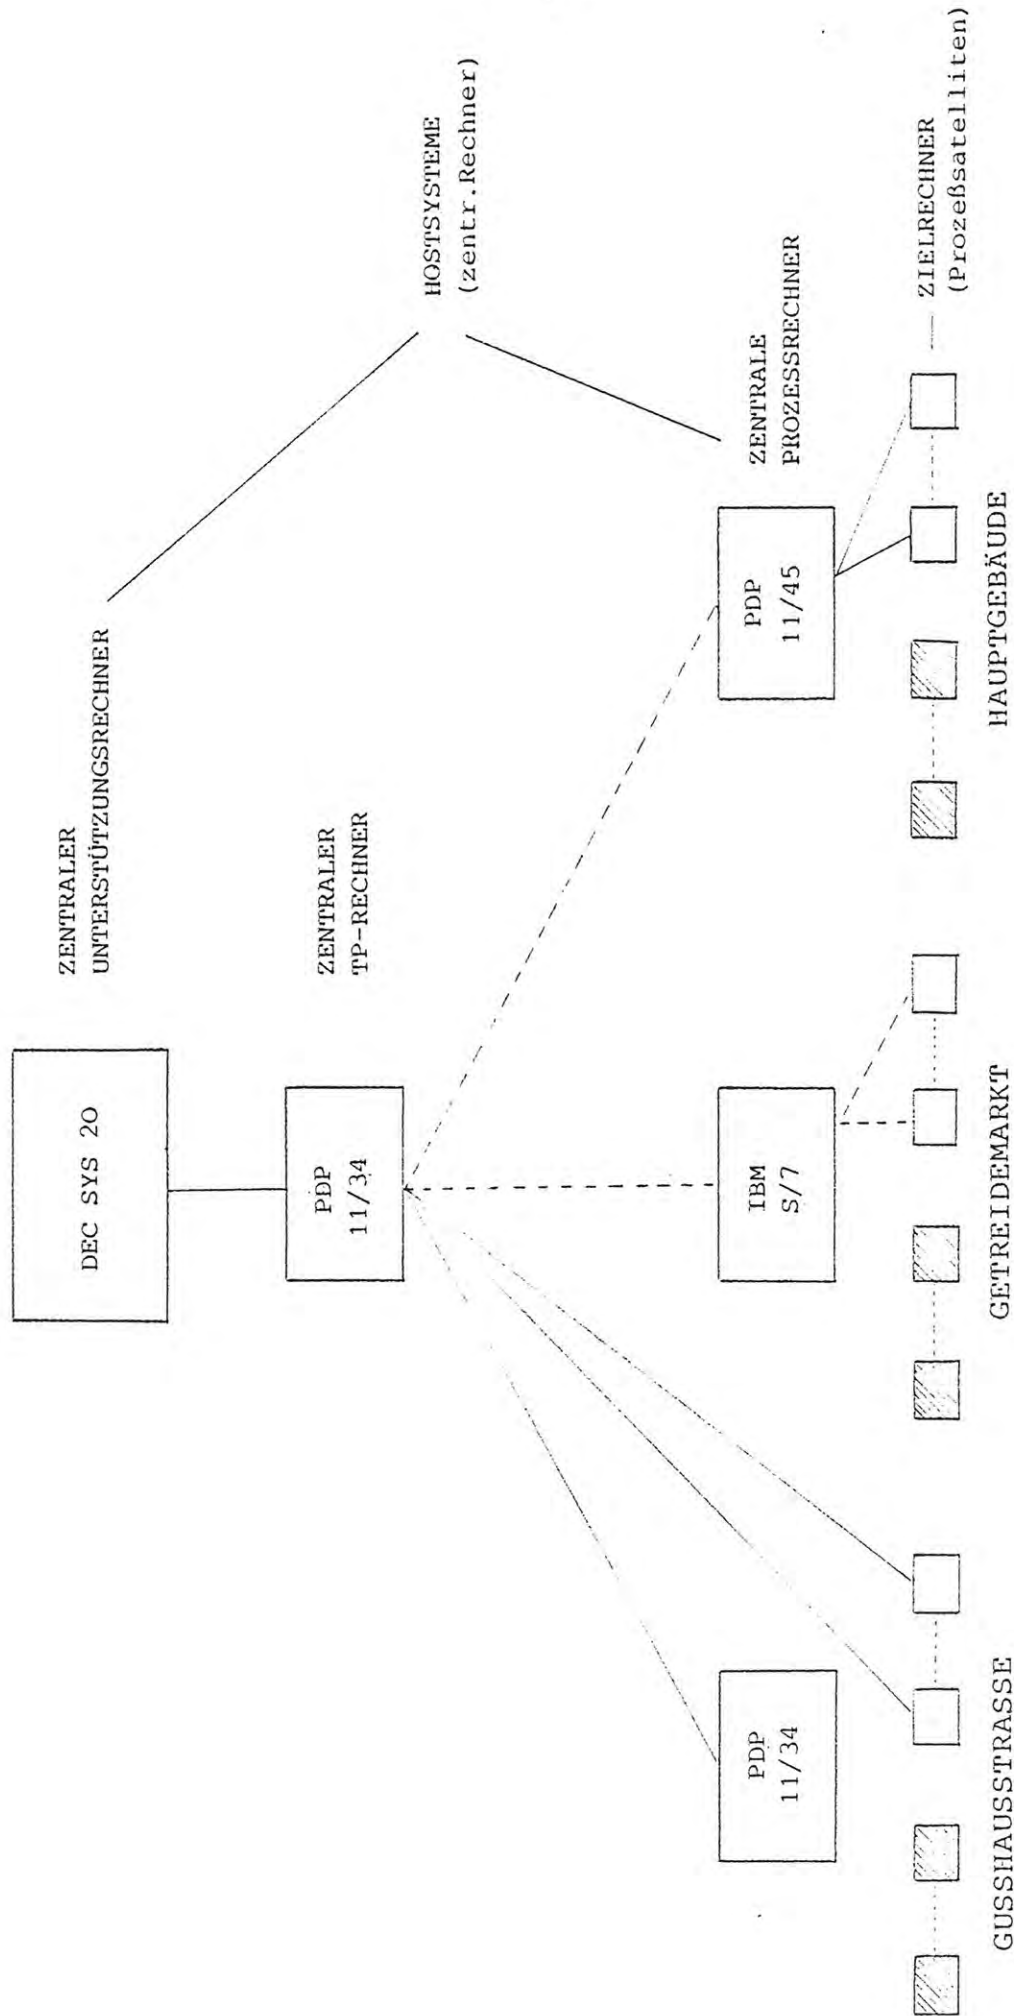 DEC SYS 20
ZENTRALER
UNTERSTÜTZUNGSRECHNER
PDP
11/34
ZENTRALER
TP-RECHNER
HOSTSYSTEME
(zentr.Rechner)
PDP
11/34
IBM
S/7
PDP
11/45
ZENTRALE
PROZESSRECHNER
ZIELRECHNER
(Prozeßsatelliten)
GUSSHAUSSTRASSE
GETREIDEMARKT
HAUPTGEBÄUDE